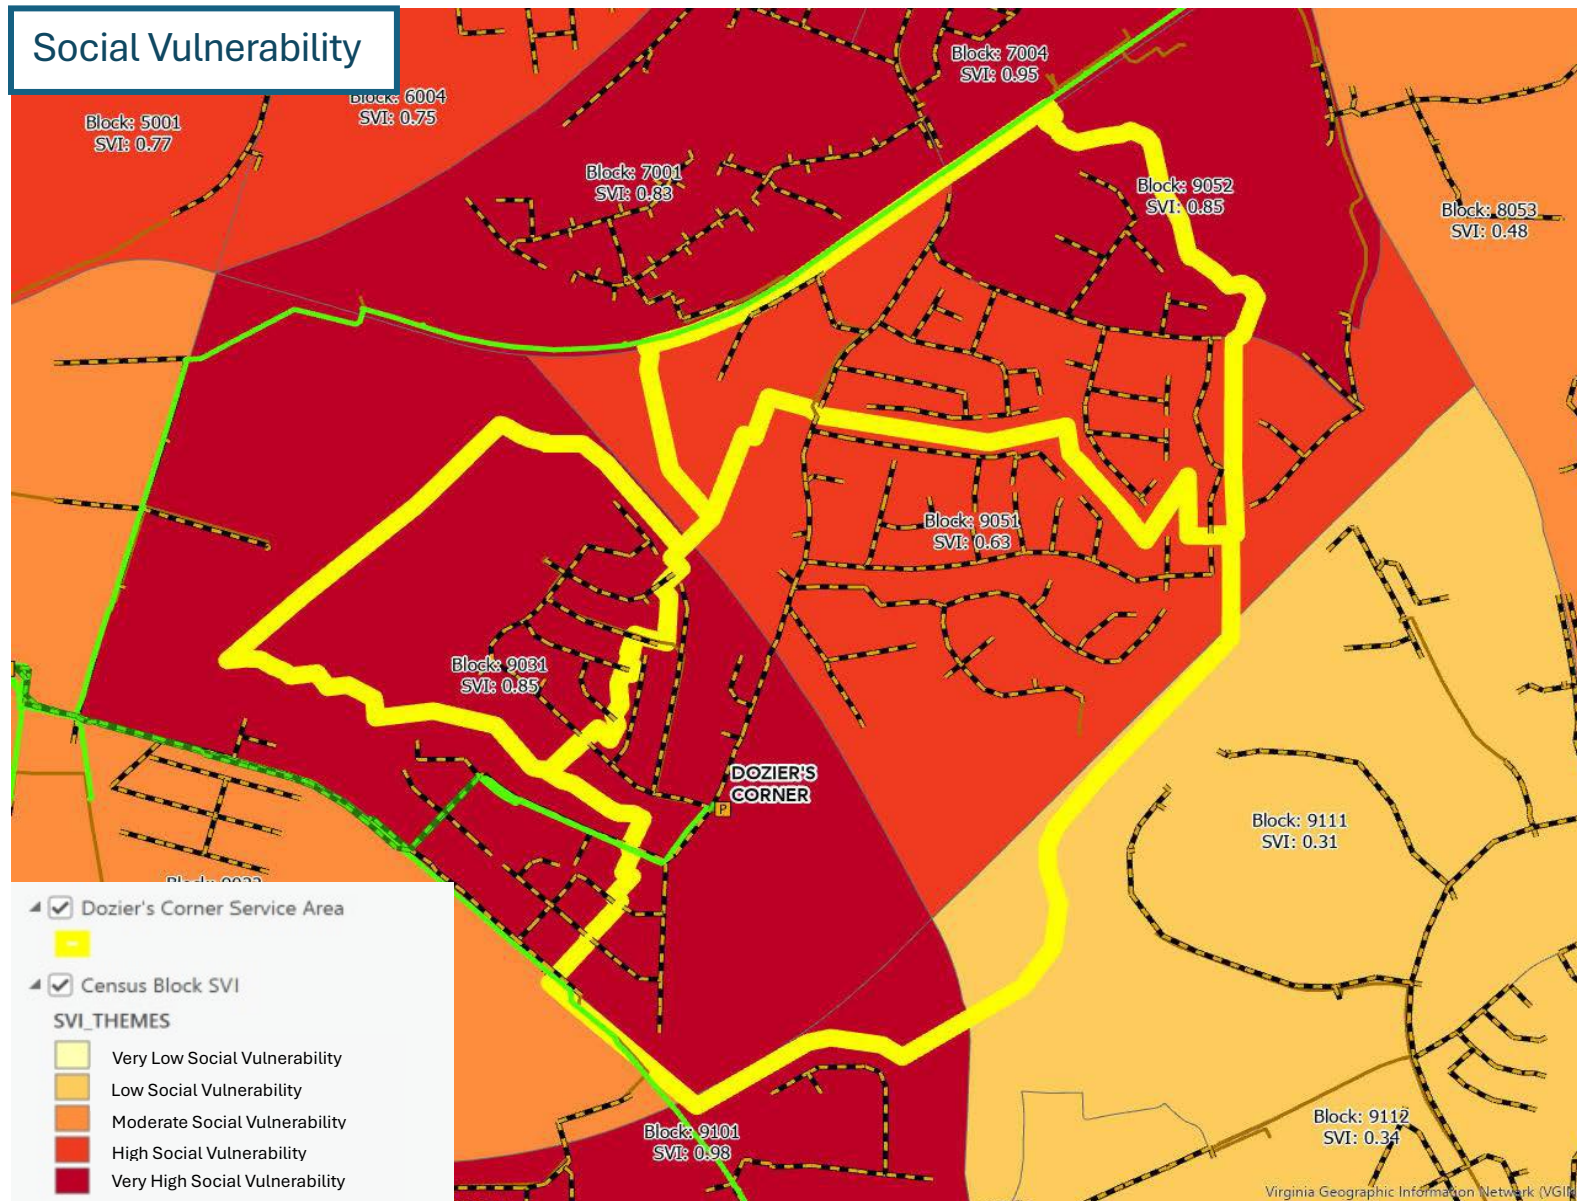 Social Vulnerability
Block: 7004
SVI: 0.95
Block: 6004
SVI: 0.75
Block: 5001
SVI: 0.77
Block: 7001
SVI: 0.83
Block: 9052
SVI: 0.85
Block: 8053
SVI: 0.48
Block: 9051
SVI: 0.63
Block: 9031
SVI: 0.85
DOZIER'S
CORNER
P
Block: 9111
SVI: 0.31
Dozier's Corner Service Area
Census Block SVI
SVI_THEMES
Very Low Social Vulnerability
Low Social Vulnerability
Moderate Social Vulnerability
High Social Vulnerability
Very High Social Vulnerability
Block: 9101
SVI: 0.98
Block: 9112
SVI: 0.34
Virginia Geographic Information Network (VGI